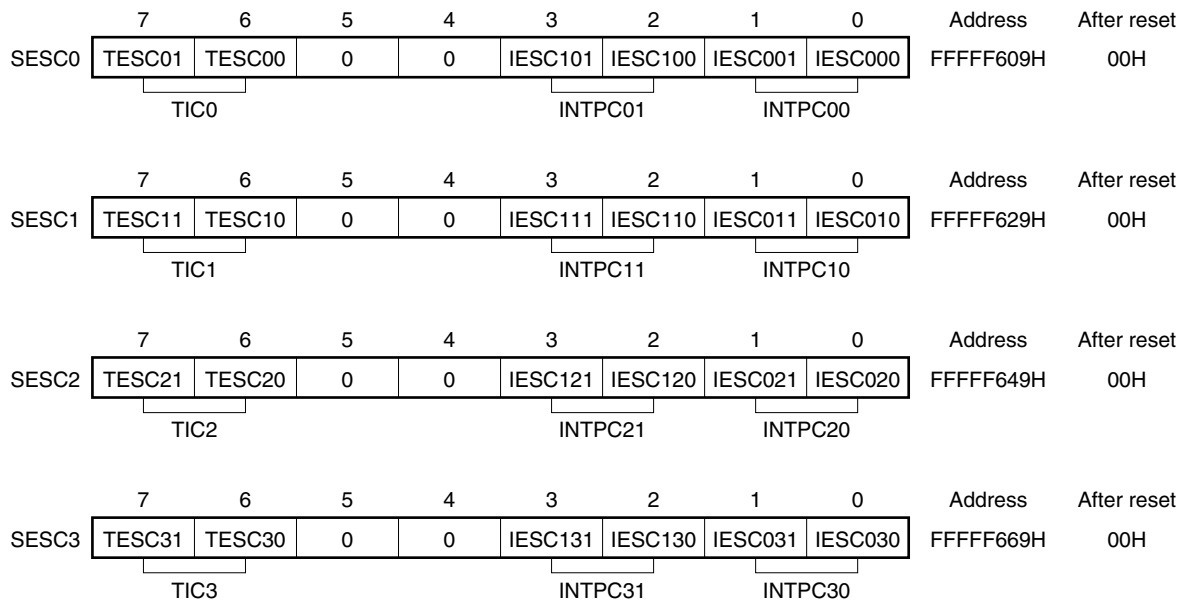 7 6 5 4 3 2 1 0 Address After reset
SESC0 TESC01 TESC00 0 0 IESC101 IESC100 IESC001 IESC000 FFFFF609H 00H
TIC0 INTPC01 INTPC00
7 6 5 4 3 2 1 0 Address After reset
SESC1 TESC11 TESC10 0 0 IESC111 IESC110 IESC011 IESC010 FFFFF629H 00H
TIC1 INTPC11 INTPC10
7 6 5 4 3 2 1 0 Address After reset
SESC2 TESC21 TESC20 0 0 IESC121 IESC120 IESC021 IESC020 FFFFF649H 00H
TIC2 INTPC21 INTPC20
7 6 5 4 3 2 1 0 Address After reset
SESC3 TESC31 TESC30 0 0 IESC131 IESC130 IESC031 IESC030 FFFFF669H 00H
TIC3 INTPC31 INTPC30